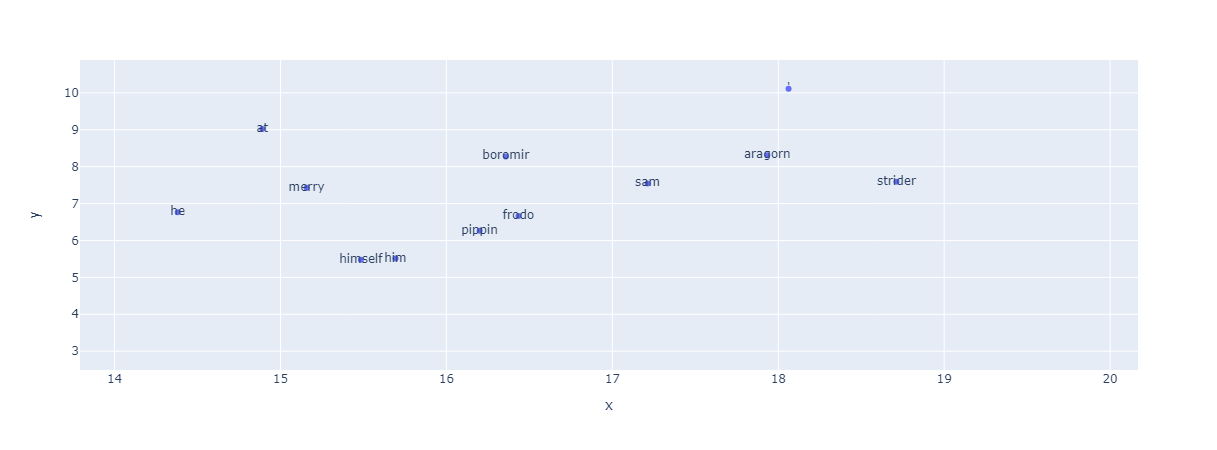 10
9
8
7
6
5
4
3
y
at
boromir
aragorn
merry
sam
strider
he
frodo
pippin
himself him
14 15 16 17 18 19 20
x